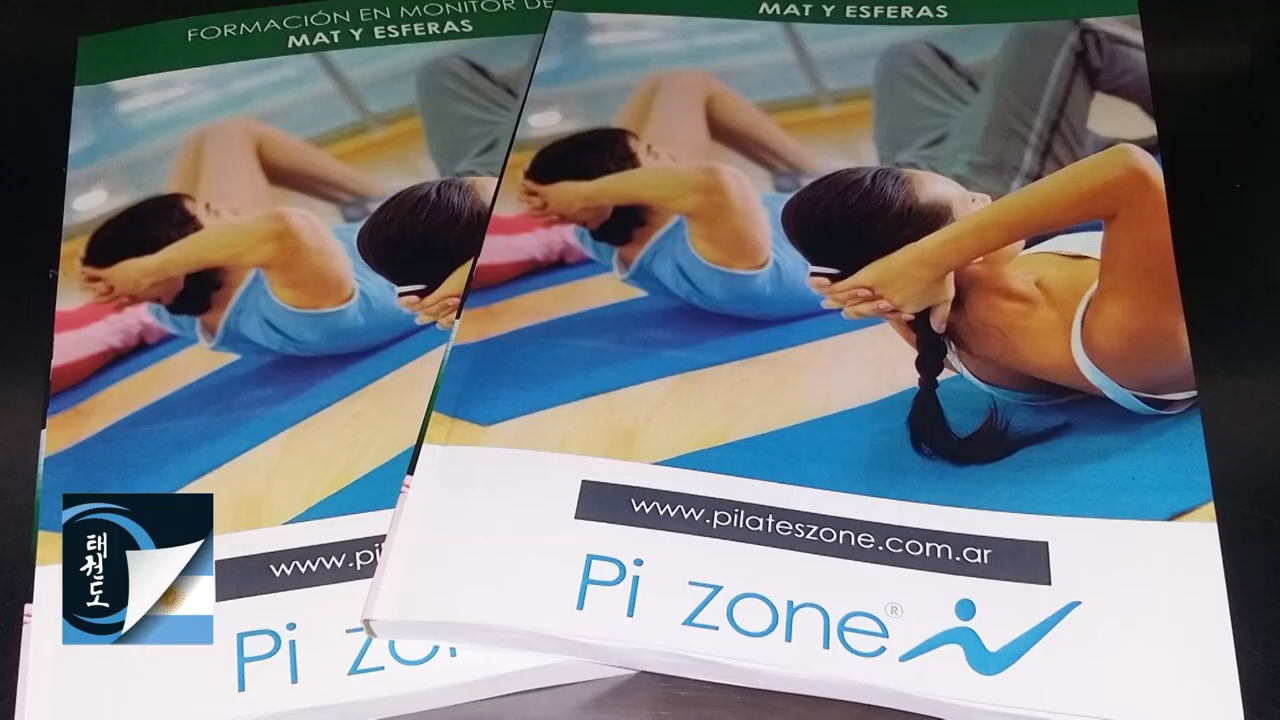 FORMACIÓN EN MONITOR DE
MAT Y ESFERAS
MAT Y ESFERAS
www.pilateszone.com.ar
Pi zone®
www.pi
Pi zo
태권도